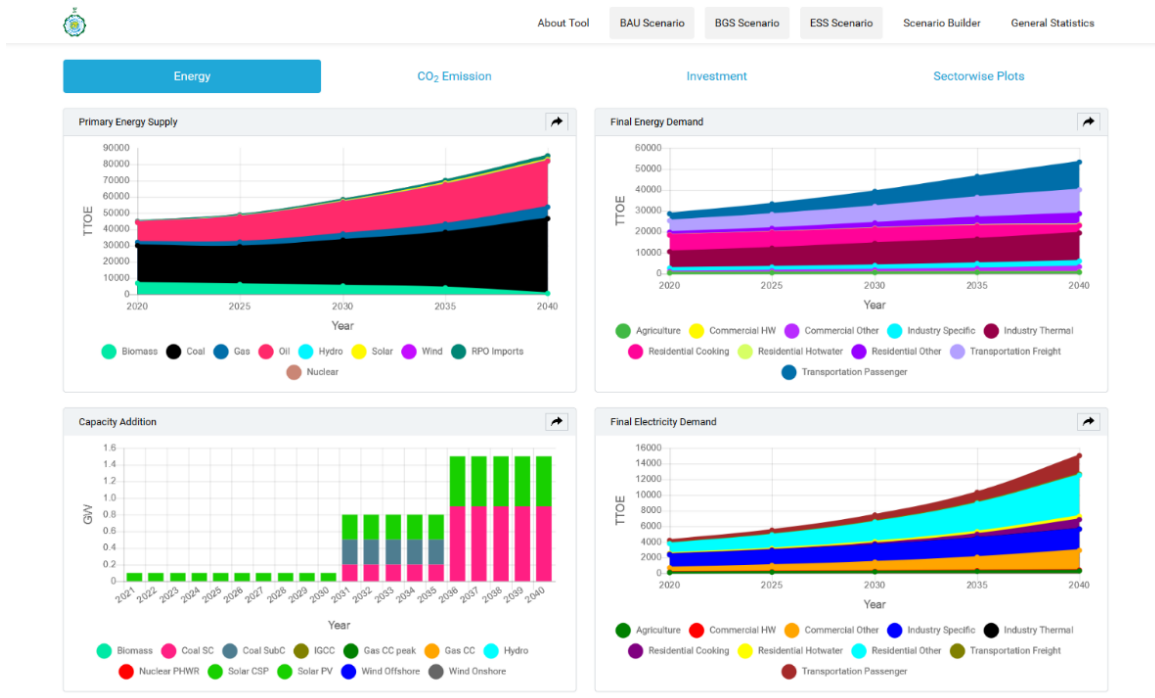 About Tool BAU Scenario BGS Scenario ESS Scenario Scenario Builder General Statistics
Energy CO₂ Emission Investment Sectorwise Plots
Primary Energy Supply
90000
80000
70000
60000
50000
40000
30000
20000
10000
0
TTOE
2020 2025 2030 2035 2040
Year
Biomass Coal Gas Oil Hydro Solar Wind RPO Imports
Nuclear
Final Energy Demand
60000
50000
40000
30000
20000
10000
0
TTOE
2020 2025 2030 2035 2040
Year
Agriculture Commercial HW Commercial Other Industry Specific Industry Thermal
Residential Cooking Residential Hotwater Residential Other Transportation Freight
Transportation Passenger
Capacity Addition
1.6
1.4
1.2
1.0
0.8
0.6
0.4
0.2
0
GW
2021 2022 2023 2024 2025 2026 2027 2028 2029 2030 2031 2032 2033 2034 2035 2036 2037 2038 2039 2040
Year
Biomass Coal SC Coal SubC IGCC Gas CC peak Gas CC Hydro
Nuclear PHWR Solar CSP Solar PV Wind Offshore Wind Onshore
Final Electricity Demand
16000
14000
12000
10000
8000
6000
4000
2000
0
TTOE
2020 2025 2030 2035 2040
Year
Agriculture Commercial HW Commercial Other Industry Specific Industry Thermal
Residential Cooking Residential Hotwater Residential Other Transportation Freight
Transportation Passenger